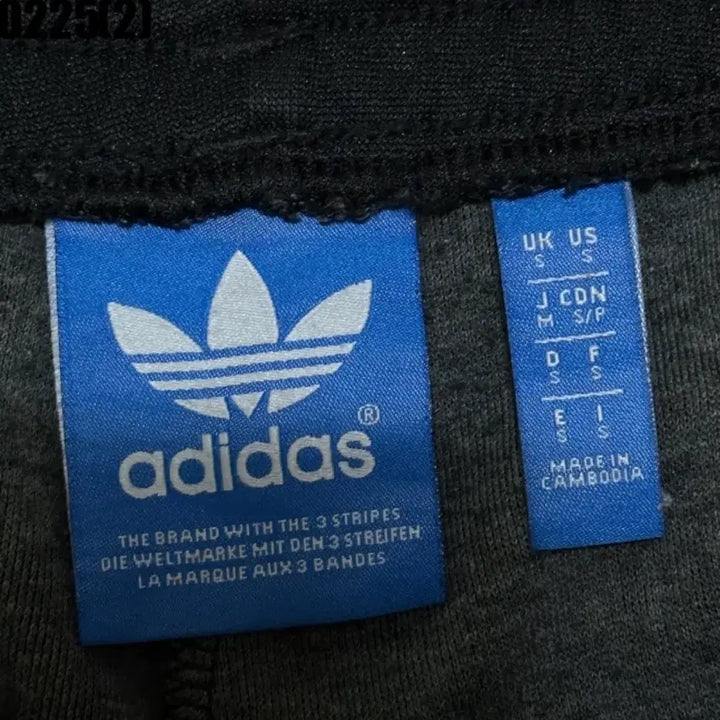 0225(2)
adidas®
THE BRAND WITH THE 3 STRIPES
DIE WELTMARKE MIT DEN 3 STREIFEN
LA MARQUE AUX 3 BANDES
UK US
S S
J CDN
M S/P
D F
S S
E I
S S
MADE IN
CAMBODIA